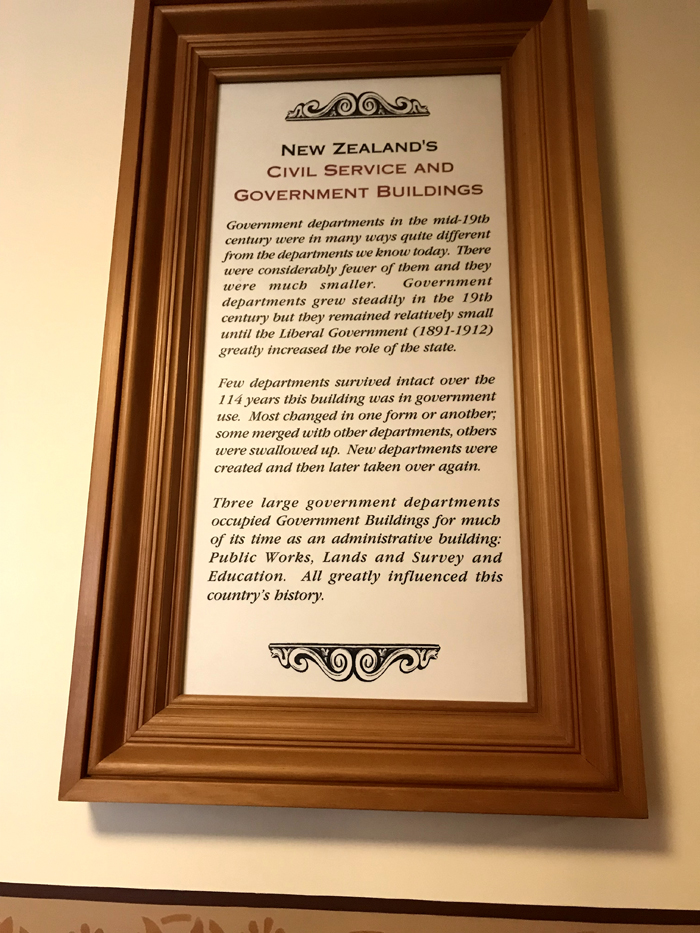 NEW ZEALAND'S
CIVIL SERVICE AND
GOVERNMENT BUILDINGS
Government departments in the mid-19th
century were in many ways quite different
from the departments we know today. There
were considerably fewer of them and they
were much smaller. Government
departments grew steadily in the 19th
century but they remained relatively small
until the Liberal Government (1891-1912)
greatly increased the role of the state.
Few departments survived intact over the
114 years this building was in government
use. Most changed in one form or another;
some merged with other departments, others
were swallowed up. New departments were
created and then later taken over again.
Three large government departments
occupied Government Buildings for much
of its time as an administrative building:
Public Works, Lands and Survey and
Education. All greatly influenced this
country's history.